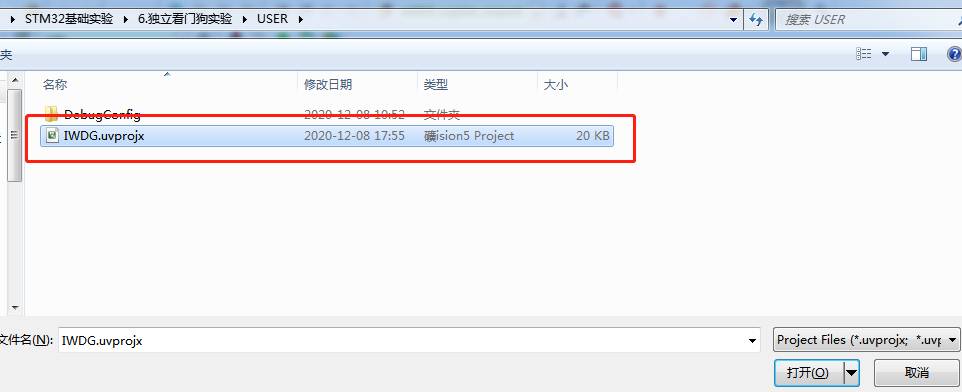 STM32基础实验 6.独立看门狗实验 USER 搜索 USER
夹
名称 修改日期 类型 大小
DebugConfig 2020-12-08 10:52 文件夹
IWDG.uvprojx 2020-12-08 17:55 礦ision5 Project 20 KB
文件名(N): IWDG.uvprojx Project Files (*.uvprojx; *.uvp
打开(O) 取消